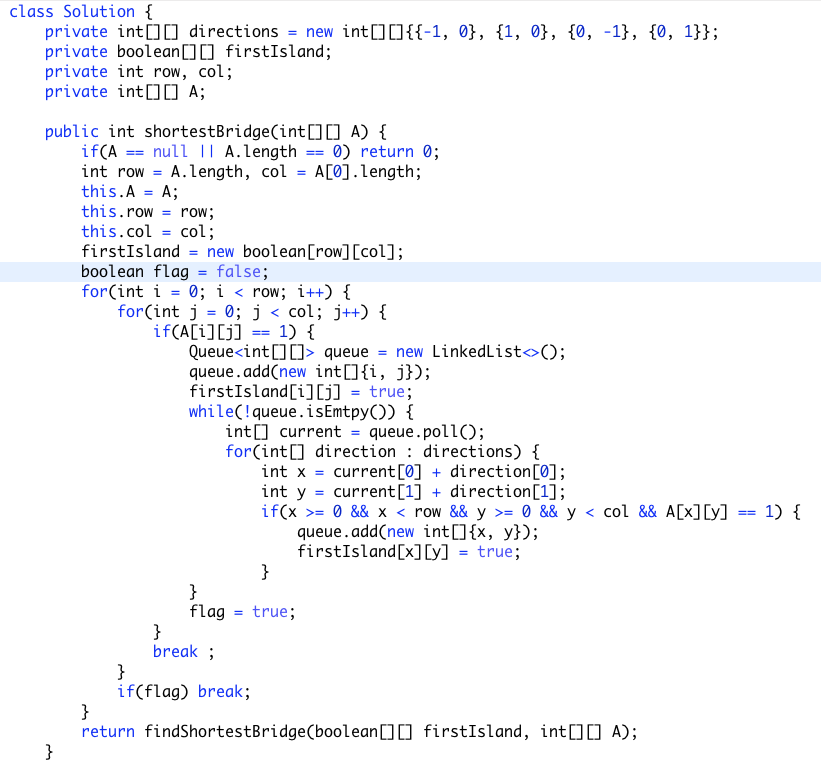 class Solution {
    private int[][] directions = new int[][]{{-1, 0}, {1, 0}, {0, -1}, {0, 1}};
    private boolean[][] firstIsland;
    private int row, col;
    private int[][] A;

    public int shortestBridge(int[][] A) {
        if(A == null || A.length == 0) return 0;
        int row = A.length, col = A[0].length;
        this.A = A;
        this.row = row;
        this.col = col;
        firstIsland = new boolean[row][col];
        boolean flag = false;
        for(int i = 0; i < row; i++) {
            for(int j = 0; j < col; j++) {
                if(A[i][j] == 1) {
                    Queue<int[][]> queue = new LinkedList<>();
                    queue.add(new int[]{i, j});
                    firstIsland[i][j] = true;
                    while(!queue.isEmtpy()) {
                        int[] current = queue.poll();
                        for(int[] direction : directions) {
                            int x = current[0] + direction[0];
                            int y = current[1] + direction[1];
                            if(x >= 0 && x < row && y >= 0 && y < col && A[x][y] == 1) {
                                queue.add(new int[]{x, y});
                                firstIsland[x][y] = true;
                            }
                    }
                    flag = true;
                }
                break ;
            }
            if(flag) break;
        }
        return findShortestBridge(boolean[][] firstIsland, int[][] A);
    }